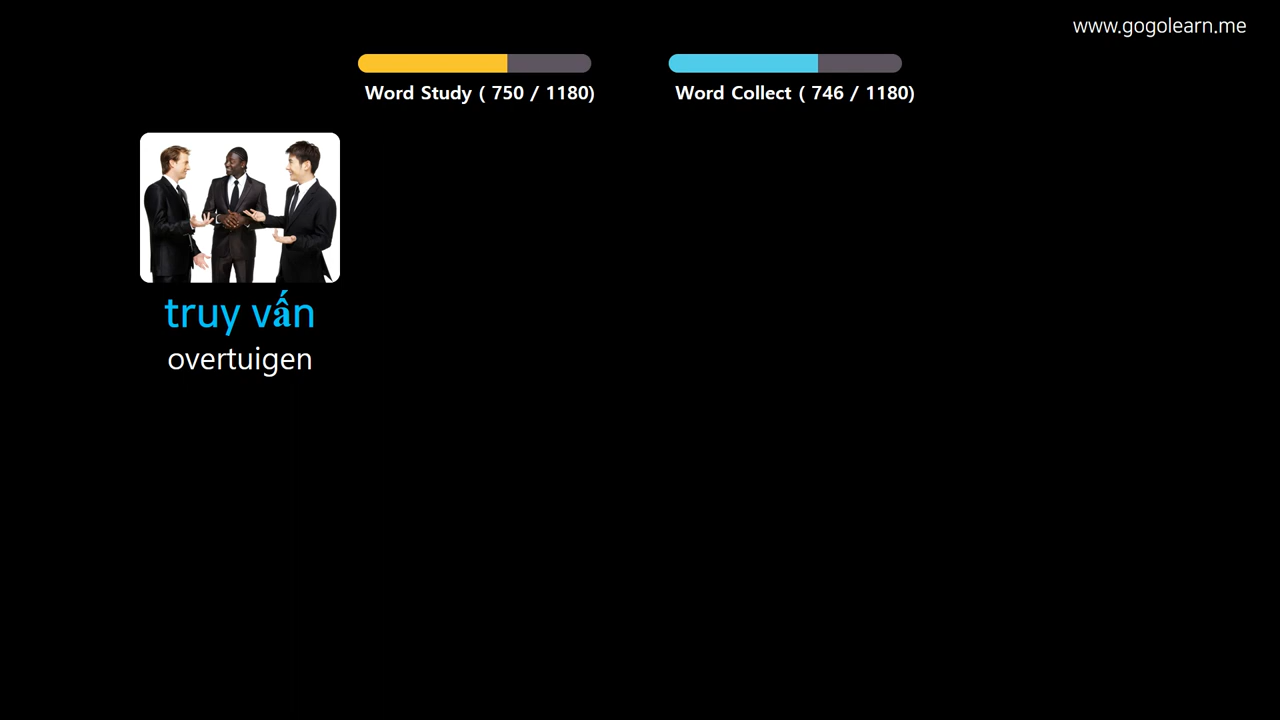 www.gogolearn.me
Word Study ( 750 / 1180)
Word Collect ( 746 / 1180)
truy vấn
overtuigen